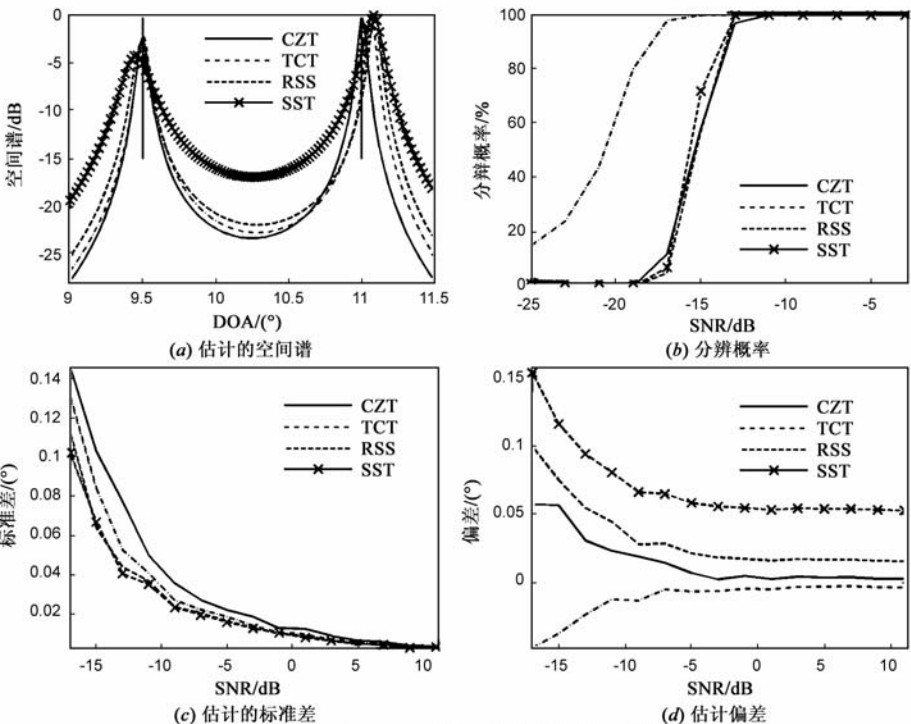 0
-5
-10
-15
-20
-25
空间谱/dB
CZT
TCT
RSS
SST
9
9.5
10
10.5
11
11.5
DOA/(°)
(a) 估计的空间谱
100
80
60
40
20
0
分辩概率/%
CZT
TCT
RSS
SST
-25
-20
-15
-10
-5
SNR/dB
(b) 分辨概率
0.14
0.12
0.1
0.08
0.06
0.04
0.02
标准差/(°)
CZT
TCT
RSS
SST
-15
-10
-5
0
5
10
SNR/dB
(c) 估计的标准差
0.15
0.1
0.05
0
偏差/(°)
CZT
TCT
RSS
SST
-15
-10
-5
0
5
10
SNR/dB
(d) 估计偏差